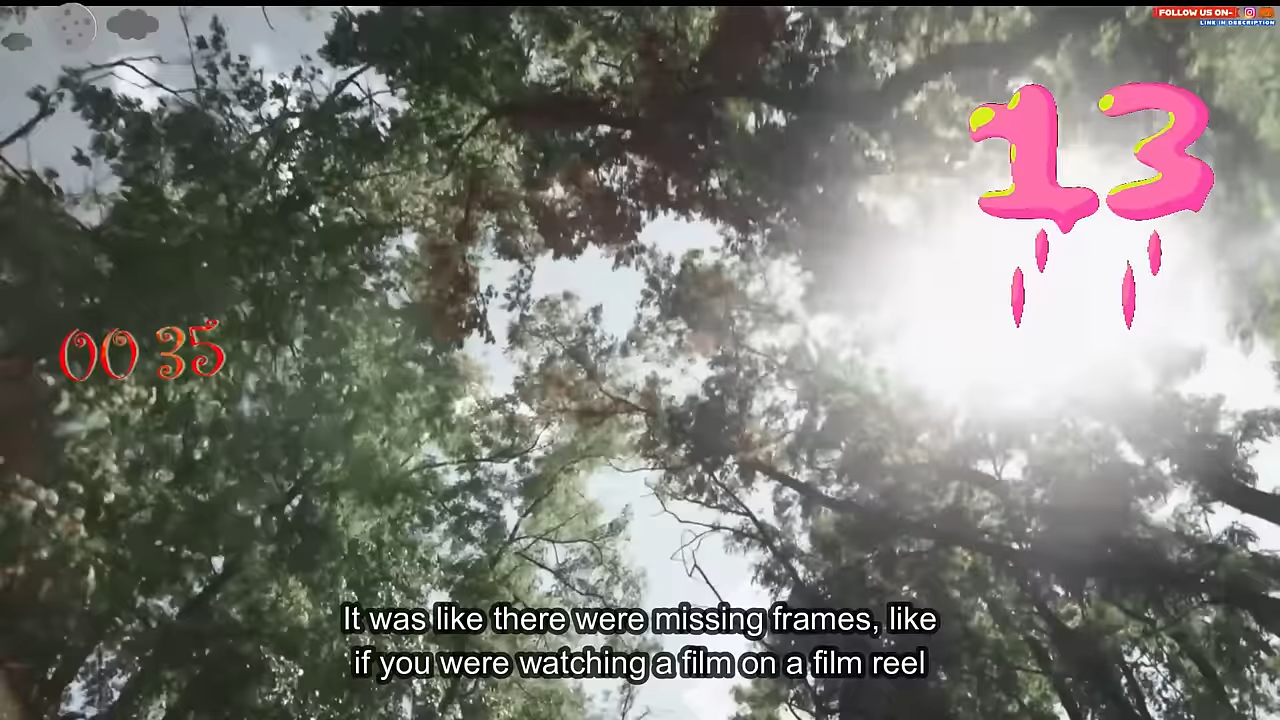 FOLLOW US ON-
LINK IN DESCRIPTION
13
00 35
It was like there were missing frames, like
if you were watching a film on a film reel